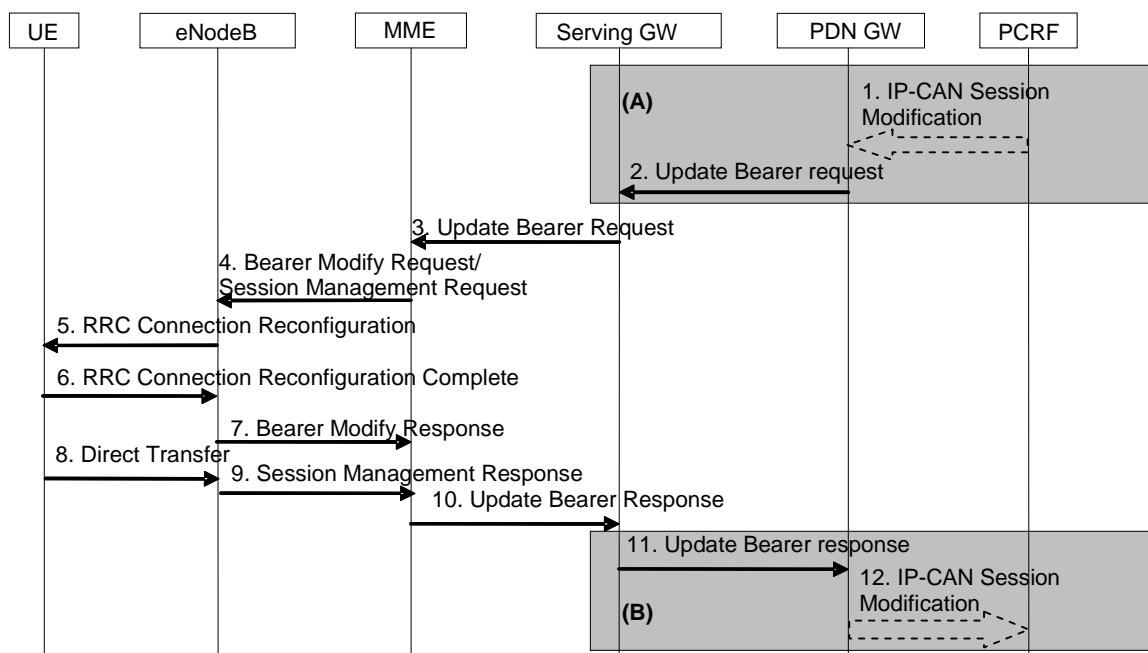 UE
eNodeB
MME
Serving GW
PDN GW
PCRF
(A)
1. IP-CAN Session
Modification
2. Update Bearer request
3. Update Bearer Request
4. Bearer Modify Request/
Session Management Request
5. RRC Connection Reconfiguration
6. RRC Connection Reconfiguration Complete
7. Bearer Modify Response
8. Direct Transfer
9. Session Management Response
10. Update Bearer Response
11. Update Bearer response
12. IP-CAN Session
Modification
(B)